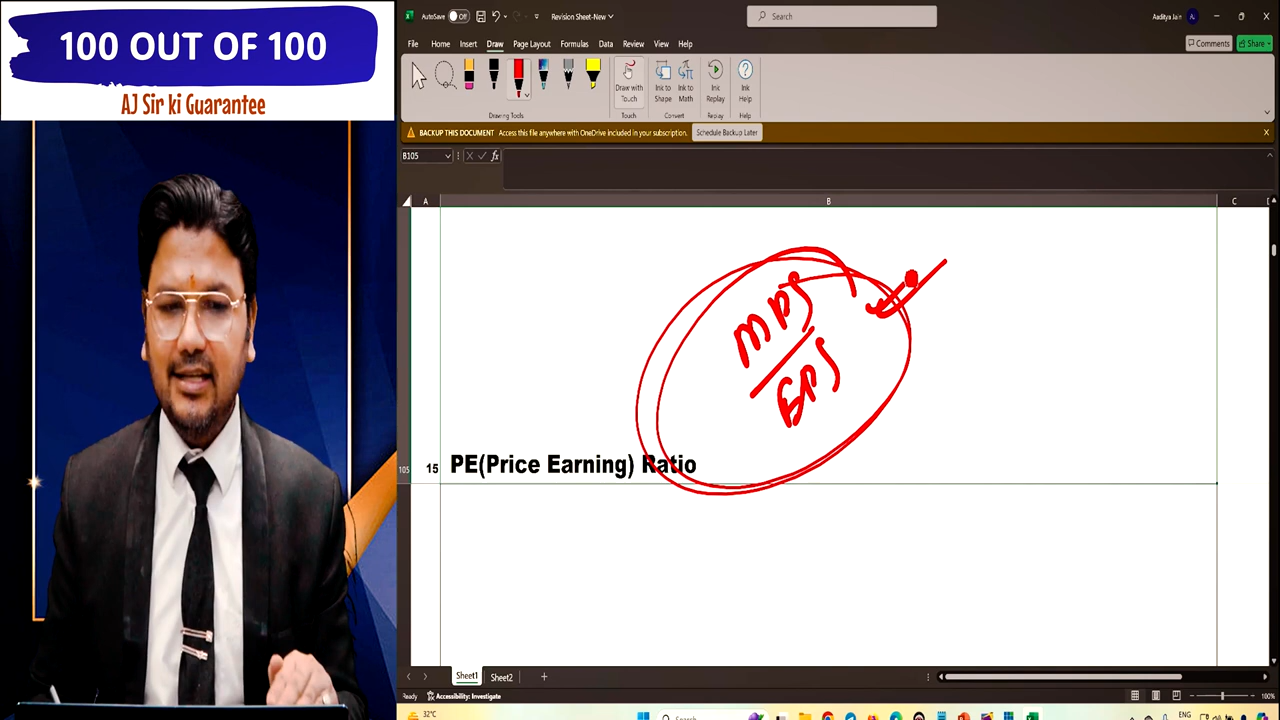 100 OUT OF 100
AJ Sir ki Guarantee
AutoSave Off
Revision Sheet-New
Search
Aaditya Jain AJ
File Home Insert Draw Page Layout Formulas Data Review View Help
Comments Share
Draw with Touch
Ink to Shape
Ink to Math
Ink Replay
Ink Help
Drawing Tools Touch Convert Replay Help
BACKUP THIS DOCUMENT Access this file anywhere with OneDrive included in your subscription. Schedule Backup Later
B105 fx
A B C
MPS
EPS
105 15 PE(Price Earning) Ratio
Sheet1 Sheet2 +
Ready Accessibility: Investigate 100%
32°C
Search
ENG